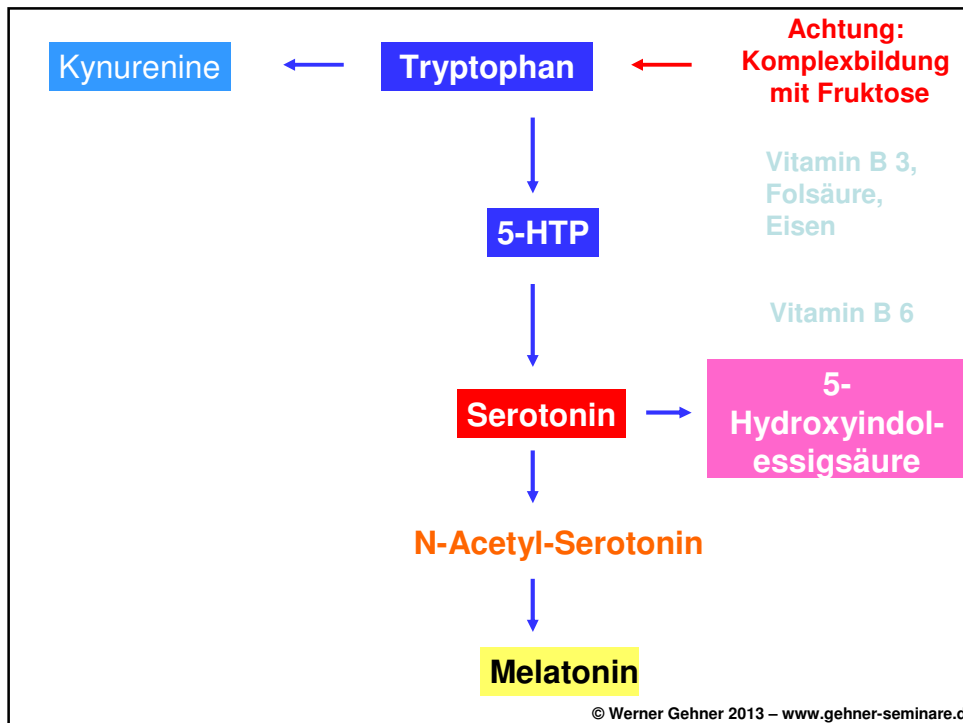 Achtung:
Komplexbildung
mit Fruktose
Kynurenine
Tryptophan
Vitamin B 3,
Folsäure,
Eisen
5-HTP
Vitamin B 6
Serotonin
5-
Hydroxyindol-
essigsäure
N-Acetyl-Serotonin
Melatonin
© Werner Gehner 2013 – www.gehner-seminare.d